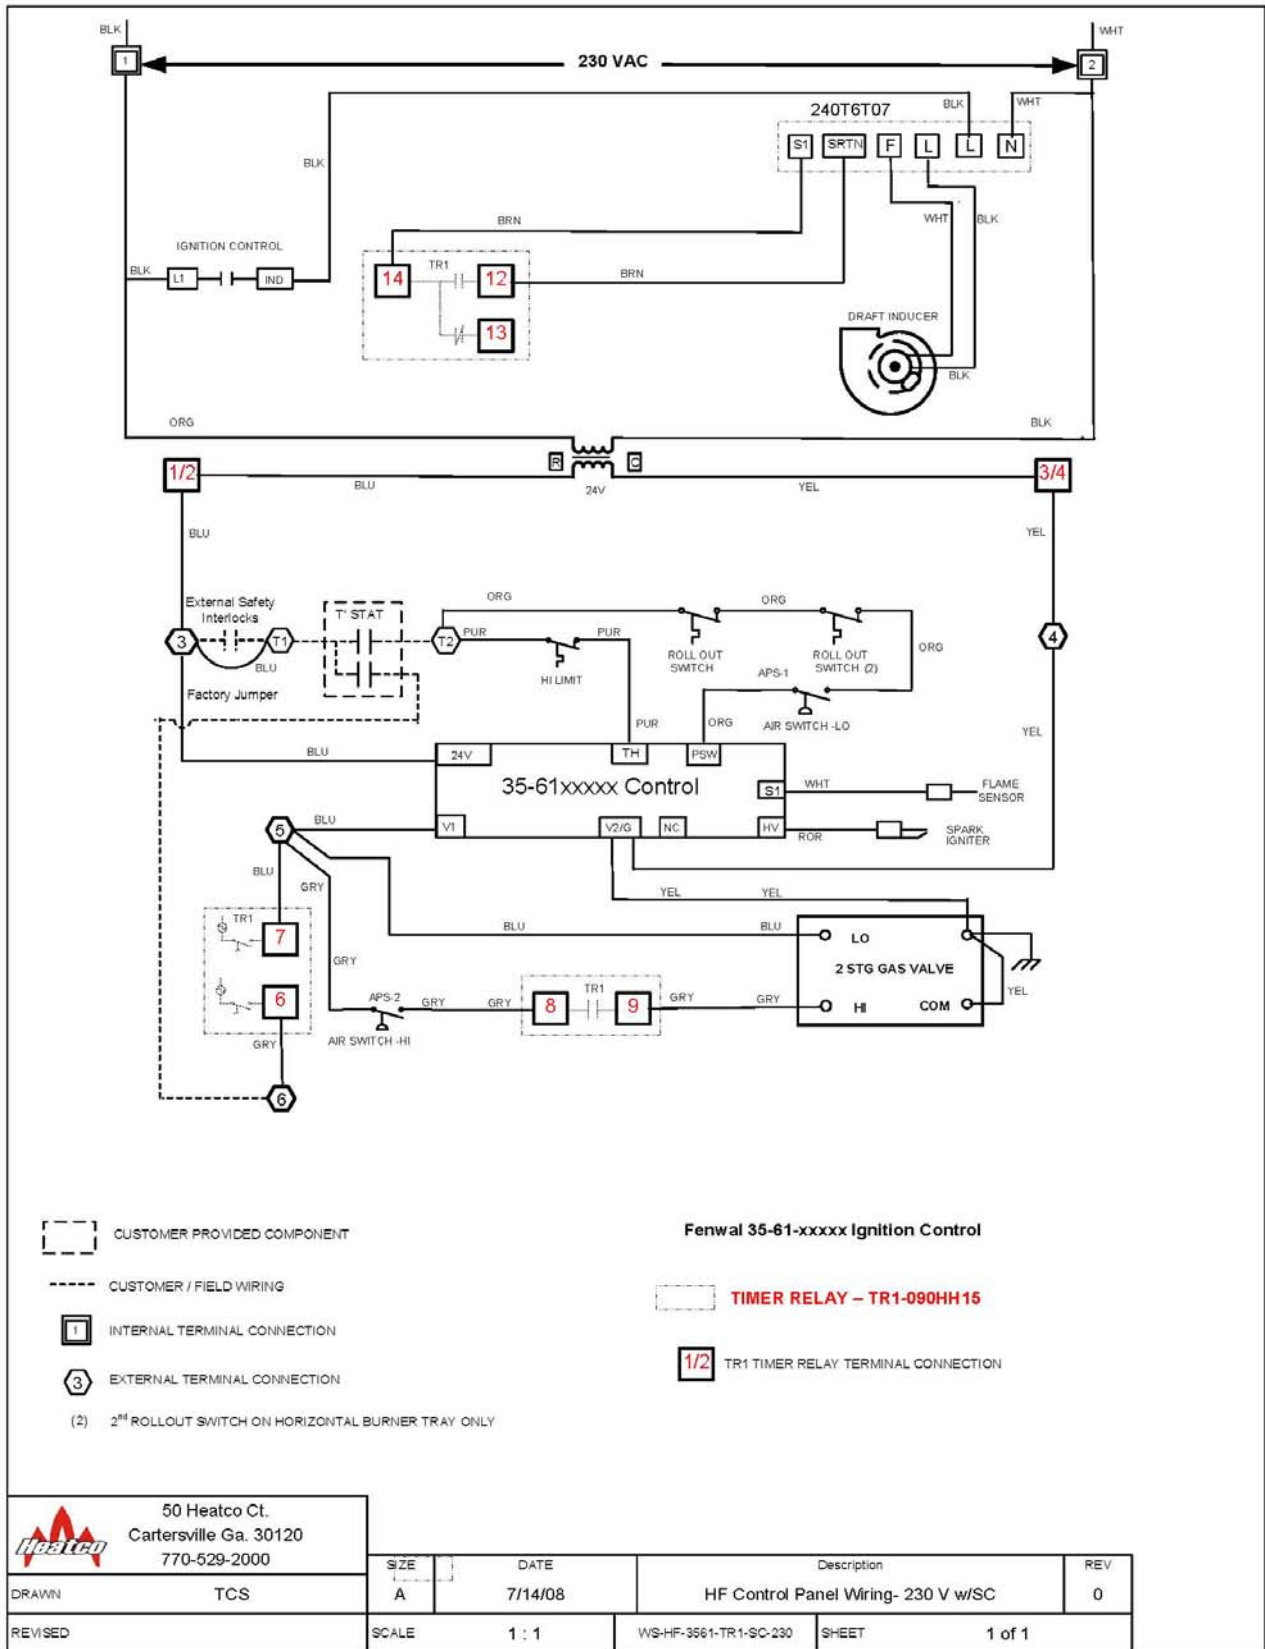 BLK
WHT
1
230 VAC
2
240T6T07
BLK
WHT
S1 SRTN F L L N
BLK
BRN
WHT
BLK
IGNITION CONTROL
BLK
L1
IND
14
TR1
12
BRN
13
DRAFT INDUCER
BLK
ORG
BLK
R
C
1/2
BLU
24V
YEL
3/4
BLU
YEL
External Safety
Interlocks
T' STAT
ORG
ORG
3
T1
T2
PUR
PUR
ROLL OUT
SWITCH
ROLL OUT
SWITCH (2)
ORG
4
BLU
HI LIMIT
APS-1
Factory Jumper
PUR
ORG
AIR SWITCH -LO
YEL
BLU
24V
TH
PSW
35-61xxxxx Control
S1
WHT
FLAME
SENSOR
5
BLU
V1
V2/G
NC
HV
ROR
SPARK
IGNITER
BLU
GRY
YEL
YEL
TR1
7
BLU
BLU
LO
2 STG GAS VALVE
GRY
6
APS-2
GRY
GRY
8
TR1
9
GRY
GRY
HI
COM
YEL
AIR SWITCH -HI
GRY
6
CUSTOMER PROVIDED COMPONENT
Fenwal 35-61-xxxxx Ignition Control
CUSTOMER / FIELD WIRING
TIMER RELAY – TR1-090HH15
1 INTERNAL TERMINAL CONNECTION
1/2 TR1 TIMER RELAY TERMINAL CONNECTION
3 EXTERNAL TERMINAL CONNECTION
(2) 2nd ROLLOUT SWITCH ON HORIZONTAL BURNER TRAY ONLY
Heatco
50 Heatco Ct.
Cartersville Ga. 30120
770-529-2000
SIZE DATE Description REV
DRAWN TCS A 7/14/08 HF Control Panel Wiring- 230 V w/SC 0
REVISED SCALE 1 : 1 WS-HF-3561-TR1-SC-230 SHEET 1 of 1